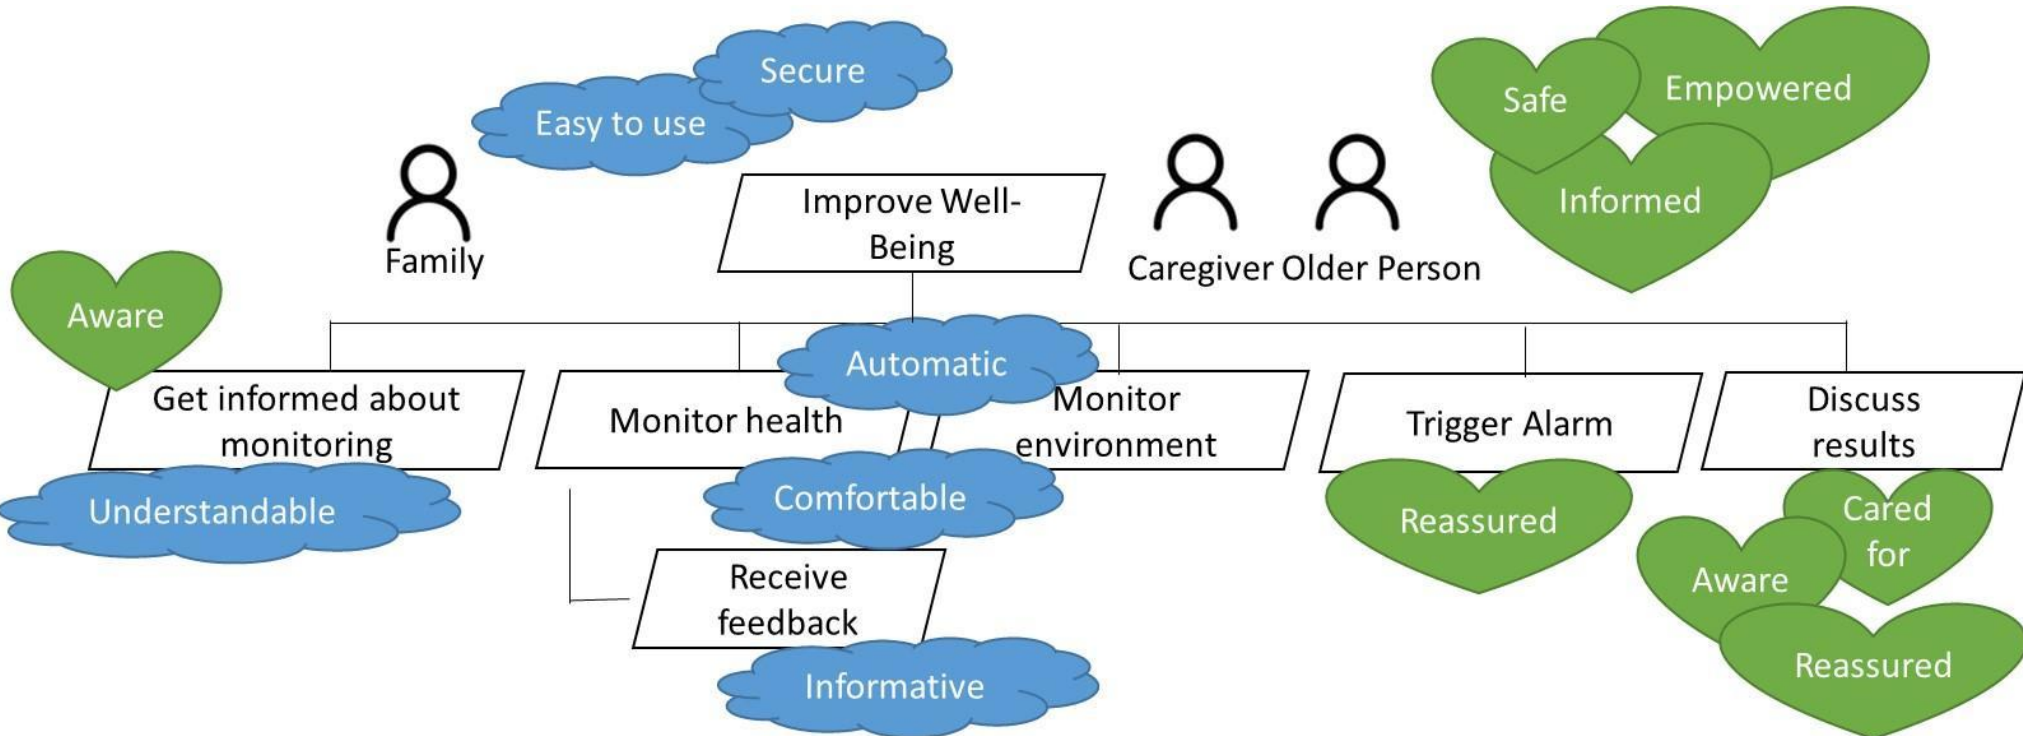 Secure
Easy to use
Safe
Empowered
Informed
Improve Well-
Being
Family
Caregiver
Older Person
Aware
Automatic
Get informed about
monitoring
Monitor health
Monitor
environment
Trigger Alarm
Discuss
results
Understandable
Comfortable
Reassured
Cared
for
Aware
Receive
feedback
Reassured
Informative